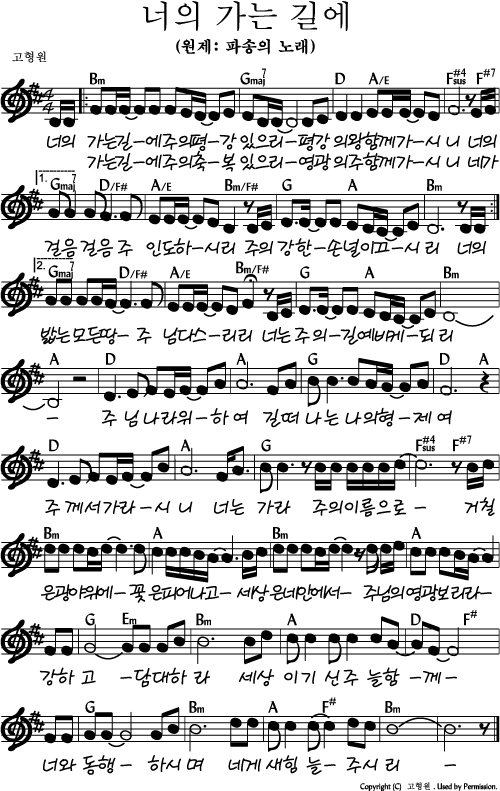 너의 가는 길에
(원제: 파송의 노래)
고형원
Bm Gmaj7 D A/E Fsus#4 F#7
너의 가는길-에주의평-강 있으리-평강 의왕함께가-시 니 너의
가는길-에주의축-복 있으리-영광 의주함께가-시 니 네가
1. Gmaj7 D/F# A/E Bm/F# G A Bm
걸음 걸음 주 인도하-시리 주의 강한-손널이끄-시 리 너의
2. Gmaj7 D/F# A/E Bm/F# G A Bm
밟는 모든땅-주 님다스-리리 너는 주의-길예비케-되리
A D A G D A
- 주 님 나라위-하여 길떠 나는 나의형-제여
D A G Fsus#4 F#7
주 께서가라-시 니 너는 가라 주의이름으로- 거칠
Bm A G A
은광야위에-꽃 은피어나고-세상 은네안에서-주님의영광보리라-
G Em Bm A D F#
강하 고 -담대하 라 세상 이기 신주 늘함 -께-
G Bm A F# Bm
너와 동행-하시며 네게 새힘 늘-주시 리 -
Copyright (C) 고형원 . Used by Permission.